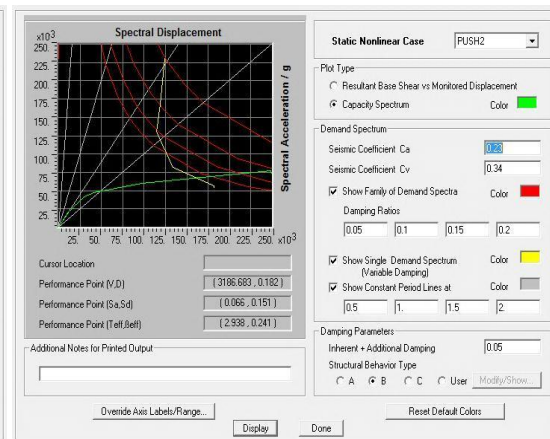 Spectral Displacement
x10³
250.
225.
200.
175.
150.
125.
100.
75.
50.
25.
25. 50. 75. 100. 125. 150. 175. 200. 225. 250. x10³
Spectral Acceleration / g
Cursor Location
Performance Point (V,D) ( 3186.683 , 0.182 )
Performance Point (Sa,Sd) ( 0.066 , 0.151 )
Performance Point (Teff,βeff) ( 2.938 , 0.241 )
Additional Notes for Printed Output
Static Nonlinear Case PUSH2
Plot Type
Resultant Base Shear vs Monitored Displacement
Capacity Spectrum Color
Demand Spectrum
Seismic Coefficient Ca 0.23
Seismic Coefficient Cv 0.34
Show Family of Demand Spectra Color
Damping Ratios
0.05 0.1 0.15 0.2
Show Single Demand Spectrum Color
(Variable Damping)
Show Constant Period Lines at Color
0.5 1. 1.5 2.
Damping Parameters
Inherent + Additional Damping 0.05
Structural Behavior Type
A B C User Modify/Show...
Override Axis Labels/Range... Reset Default Colors
Display Done